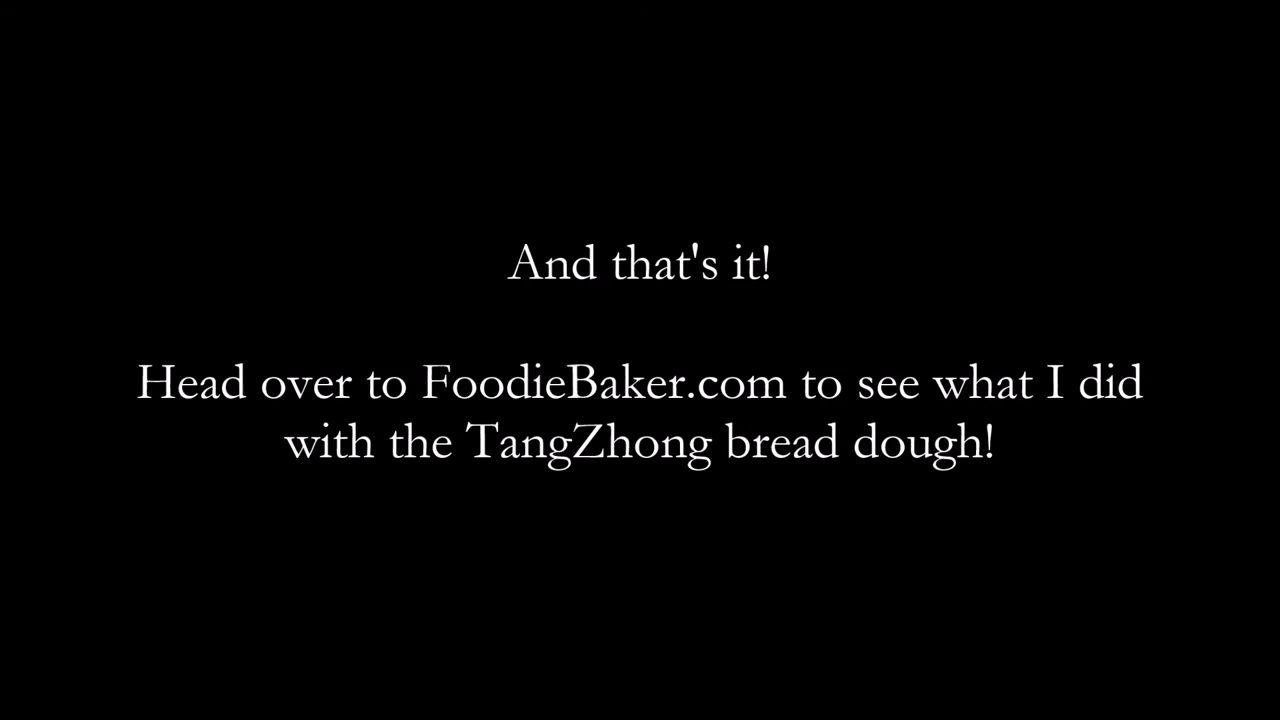 And that's it!
Head over to FoodieBaker.com to see what I did
with the TangZhong bread dough!